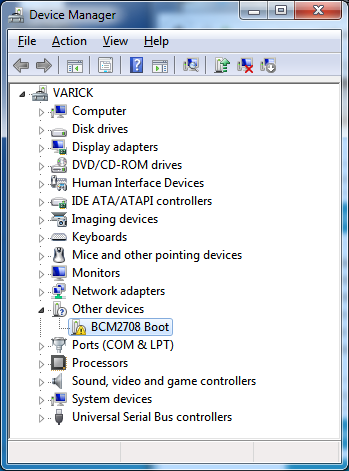 Device Manager
File Action View Help
VARICK
Computer
Disk drives
Display adapters
DVD/CD-ROM drives
Human Interface Devices
IDE ATA/ATAPI controllers
Imaging devices
Keyboards
Mice and other pointing devices
Monitors
Network adapters
Other devices
BCM2708 Boot
Ports (COM & LPT)
Processors
Sound, video and game controllers
System devices
Universal Serial Bus controllers